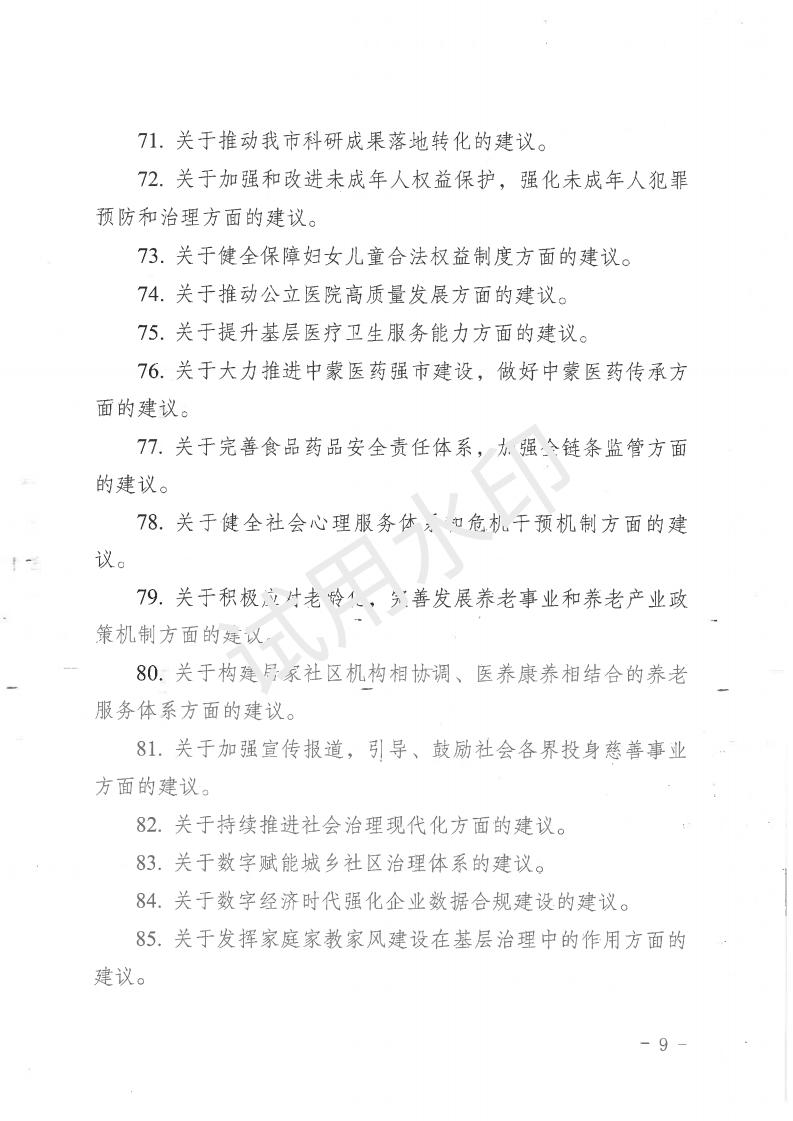 71. 关于推动我市科研成果落地转化的建议。
72. 关于加强和改进未成年人权益保护，强化未成年人犯罪
预防和治理方面的建议。
73. 关于健全保障妇女儿童合法权益制度方面的建议。
74. 关于推动公立医院高质量发展方面的建议。
75. 关于提升基层医疗卫生服务能力方面的建议。
76. 关于大力推进中蒙医药强市建设，做好中蒙医药传承方
面的建议。
77. 关于完善食品药品安全责任体系，加强全链条监管方面
的建议。
78. 关于健全社会心理服务体系和危机干预机制方面的建
议。
79. 关于积极应对老龄化，完善发展养老事业和养老产业政
策机制方面的建议。
80. 关于构建居家社区机构相协调、医养康养相结合的养老
服务体系方面的建议。
81. 关于加强宣传报道，引导、鼓励社会各界投身慈善事业
方面的建议。
82. 关于持续推进社会治理现代化方面的建议。
83. 关于数字赋能城乡社区治理体系的建议。
84. 关于数字经济时代强化企业数据合规建设的建议。
85. 关于发挥家庭家教家风建设在基层治理中的作用方面的
建议。
试用水印
- 9 -